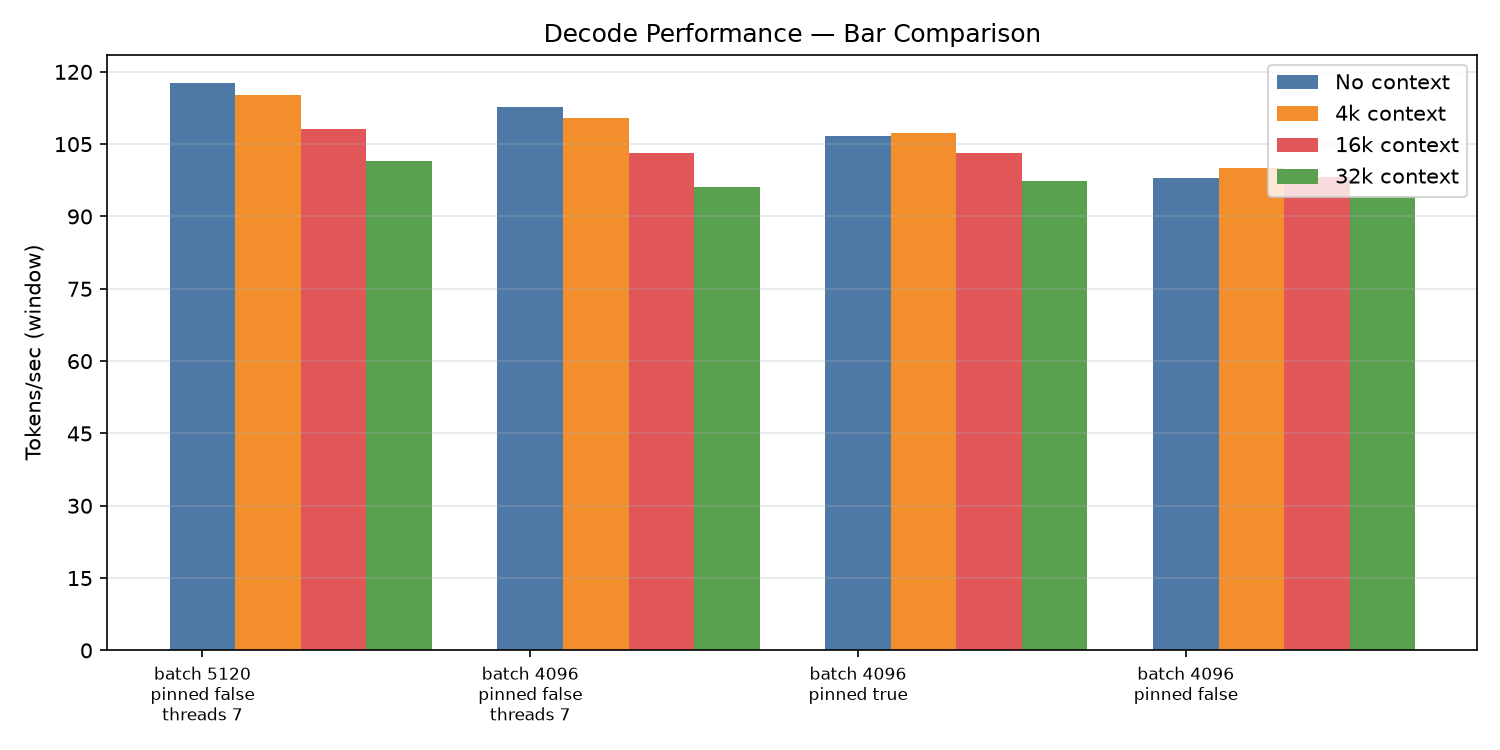 Decode Performance — Bar Comparison
No context
4k context
16k context
32k context
Tokens/sec (window)
120
105
90
75
60
45
30
15
0
batch 5120
pinned false
threads 7
batch 4096
pinned false
threads 7
batch 4096
pinned true
batch 4096
pinned false